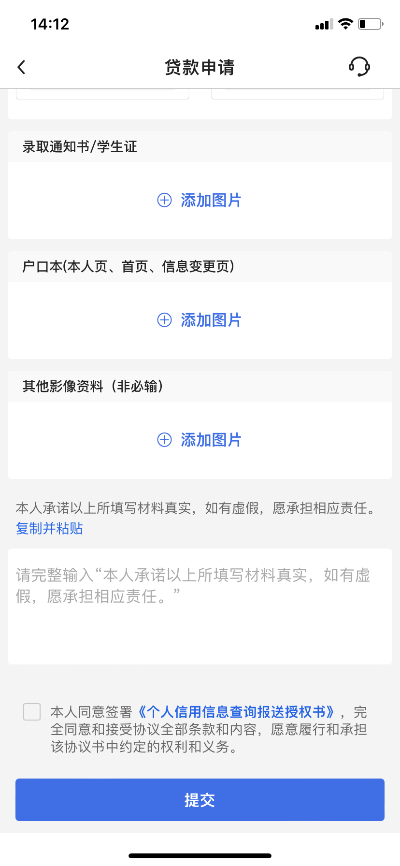 14:12
贷款申请
录取通知书/学生证
添加图片
户口本(本人页、首页、信息变更页)
添加图片
其他影像资料（非必输）
添加图片
本人承诺以上所填写材料真实，如有虚假，愿承担相应责任。
复制并粘贴
请完整输入“本人承诺以上所填写材料真实，如有虚
假，愿承担相应责任。”
本人同意签署《个人信用信息查询报送授权书》，完
全同意和接受协议全部条款和内容，愿意履行和承担
该协议书中约定的权利和义务。
提交